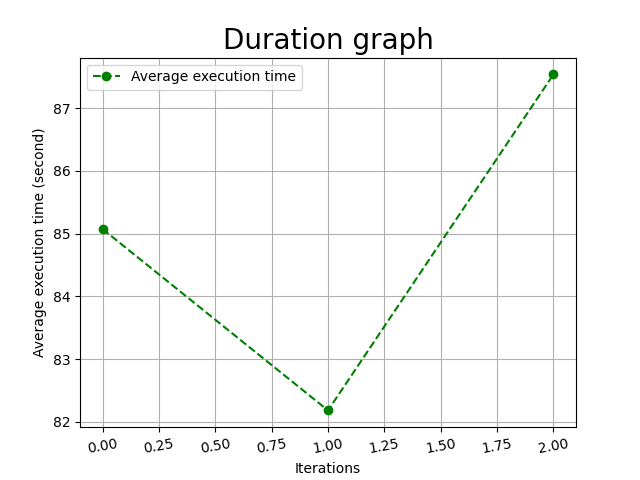 Duration graph
Average execution time
Average execution time (second)
87
86
85
84
83
82
0.00 0.25 0.50 0.75 1.00 1.25 1.50 1.75 2.00
Iterations